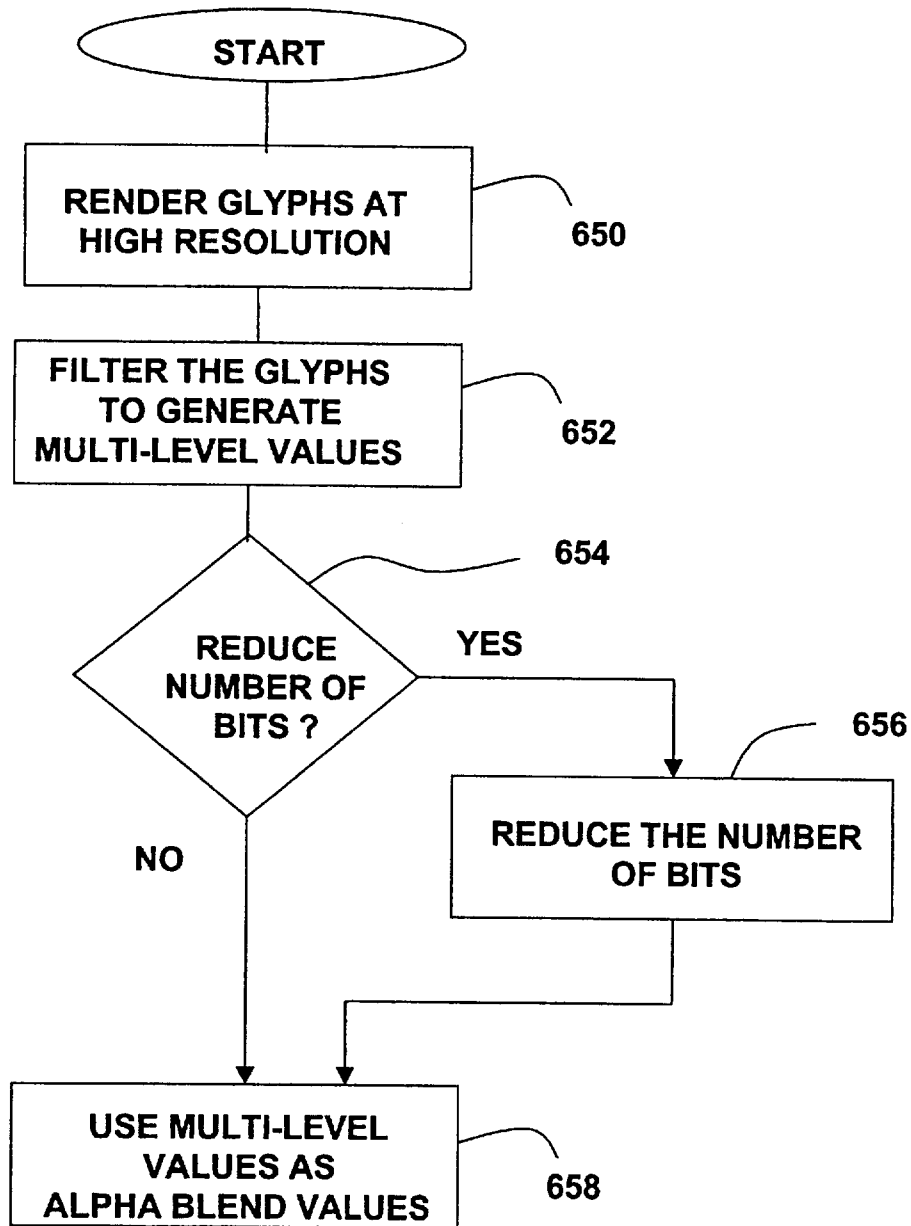 START
RENDER GLYPHS AT
HIGH RESOLUTION
650
FILTER THE GLYPHS
TO GENERATE
MULTI-LEVEL VALUES
652
654
REDUCE
NUMBER OF
BITS ?
YES
656
REDUCE THE NUMBER
OF BITS
NO
USE MULTI-LEVEL
VALUES AS
ALPHA BLEND VALUES
658